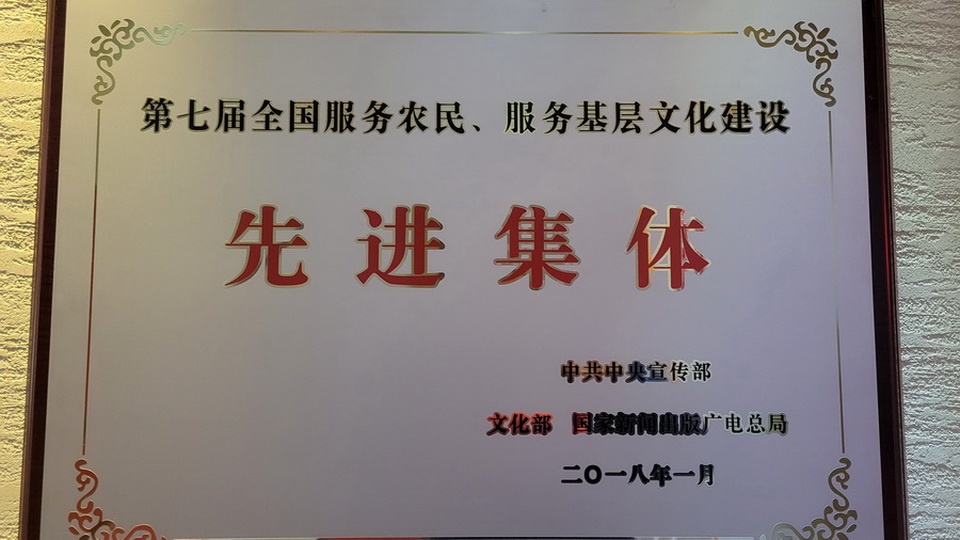 第七届全国服务农民、服务基层文化建设
先进集体
中共中央宣传部
文化部 国家新闻出版广电总局
二〇一八年一月